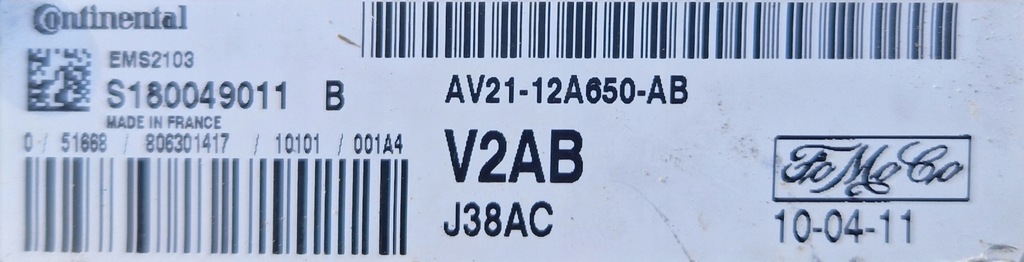 Continental
EMS2103
S180049011 B
MADE IN FRANCE
0 / 51668 / 806301417 / 10101 / 001A4
AV21-12A650-AB
V2AB
J38AC
FoMoCo
10-04-11